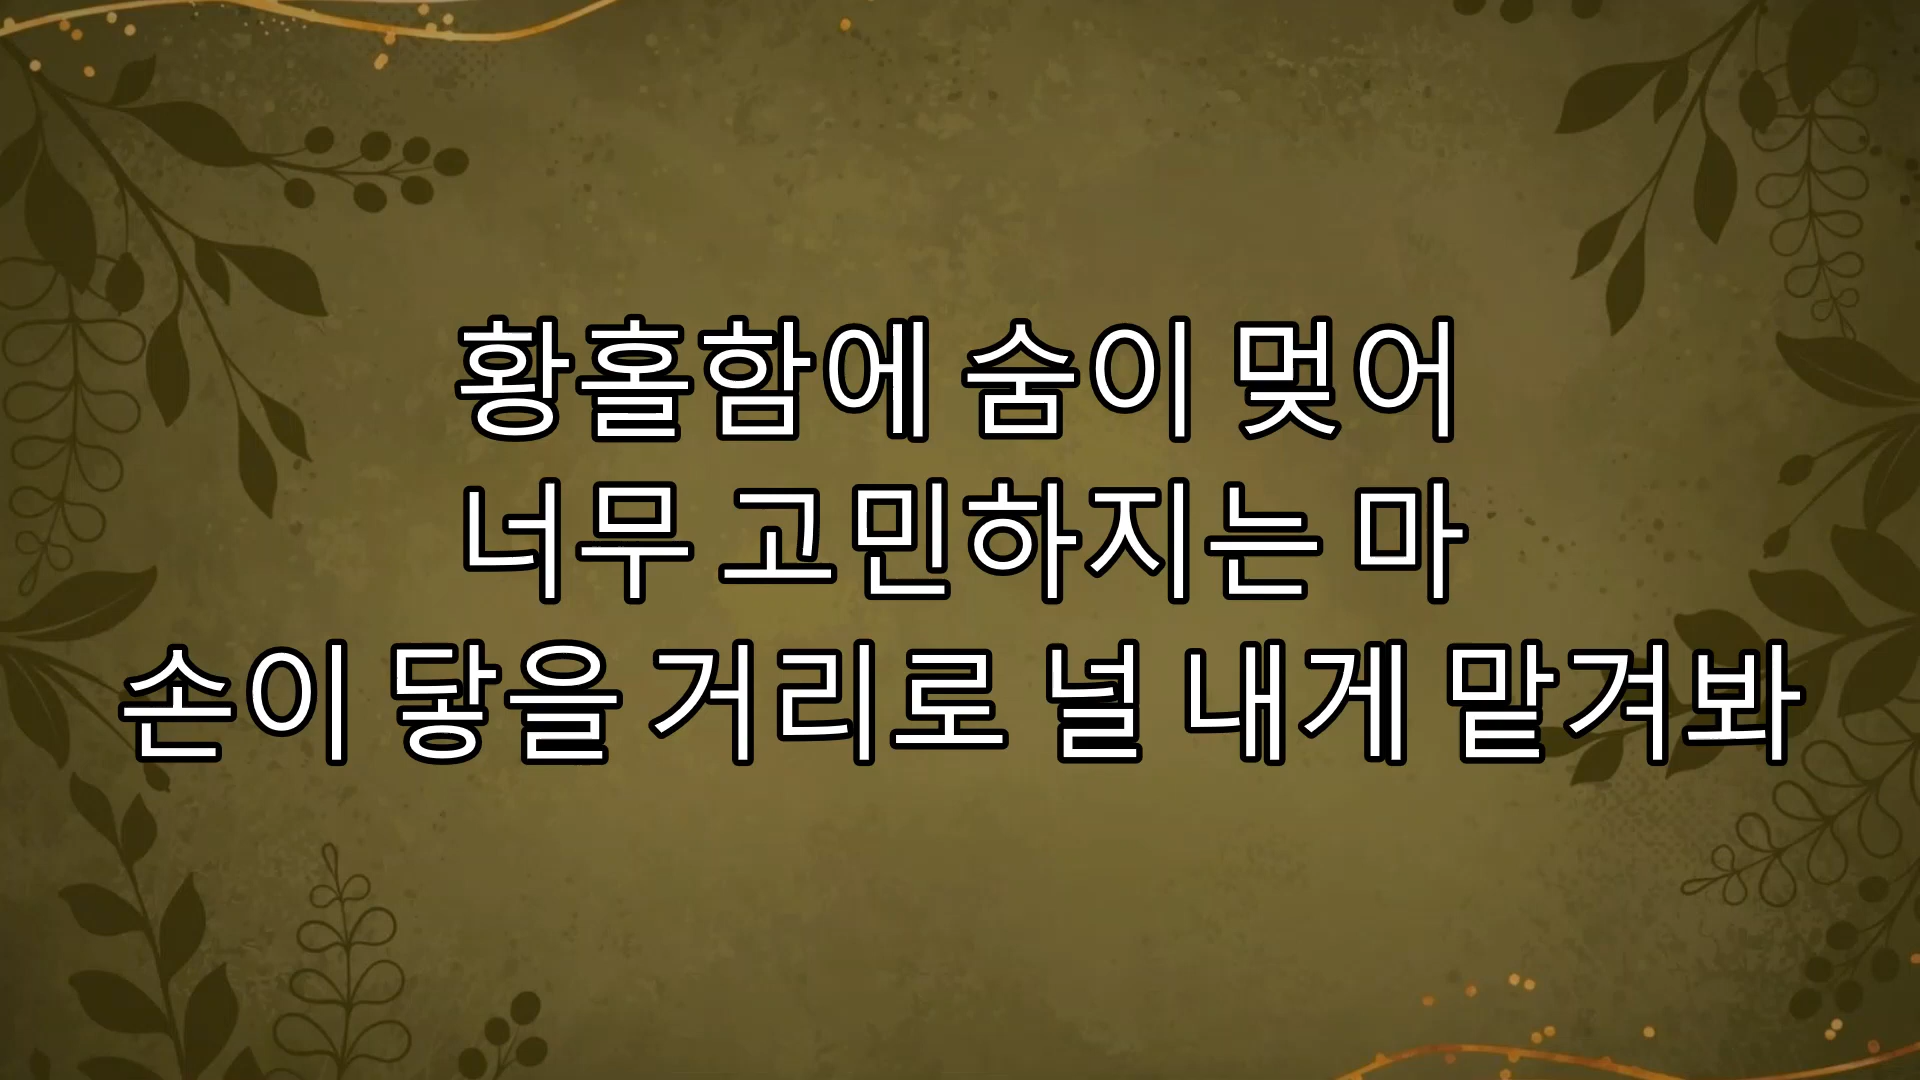 황홀함에 숨이 멎어
너무 고민하지는 마
손이 닿을 거리로 널 내게 맡겨봐